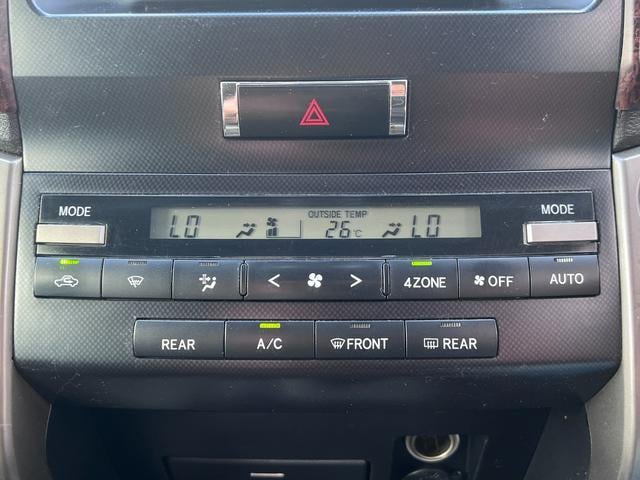 MODE
LO
OUTSIDE TEMP
26°C
LO
MODE
< >
4ZONE
OFF
AUTO
REAR
A/C
FRONT
REAR